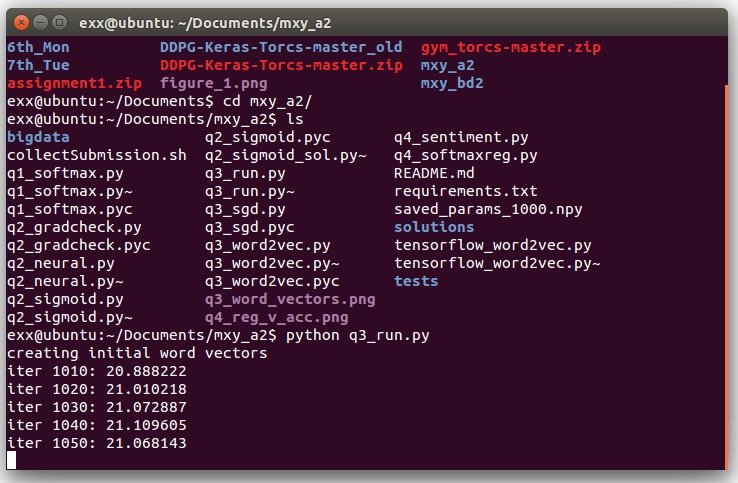 exx@ubuntu: ~/Documents/mxy_a2
6th_Mon DDPG-Keras-Torcs-master_old gym_torcs-master.zip
7th_Tue DDPG-Keras-Torcs-master.zip mxy_a2
assignment1.zip figure_1.png mxy_bd2
exx@ubuntu:~/Documents$ cd mxy_a2/
exx@ubuntu:~/Documents/mxy_a2$ ls
bigdata q2_sigmoid.pyc q4_sentiment.py
collectSubmission.sh q2_sigmoid_sol.py~ q4_softmaxreg.py
q1_softmax.py q3_run.py README.md
q1_softmax.py~ q3_run.py~ requirements.txt
q1_softmax.pyc q3_sgd.py saved_params_1000.npy
q2_gradcheck.py q3_sgd.pyc solutions
q2_gradcheck.pyc q3_word2vec.py tensorflow_word2vec.py
q2_neural.py q3_word2vec.py~ tensorflow_word2vec.py~
q2_neural.py~ q3_word2vec.pyc tests
q2_sigmoid.py q3_word_vectors.png
q2_sigmoid.py~ q4_reg_v_acc.png
exx@ubuntu:~/Documents/mxy_a2$ python q3_run.py
creating initial word vectors
iter 1010: 20.888222
iter 1020: 21.010218
iter 1030: 21.072887
iter 1040: 21.109605
iter 1050: 21.068143